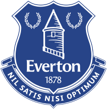 Everton
1878
NIL SATIS NISI OPTIMUM